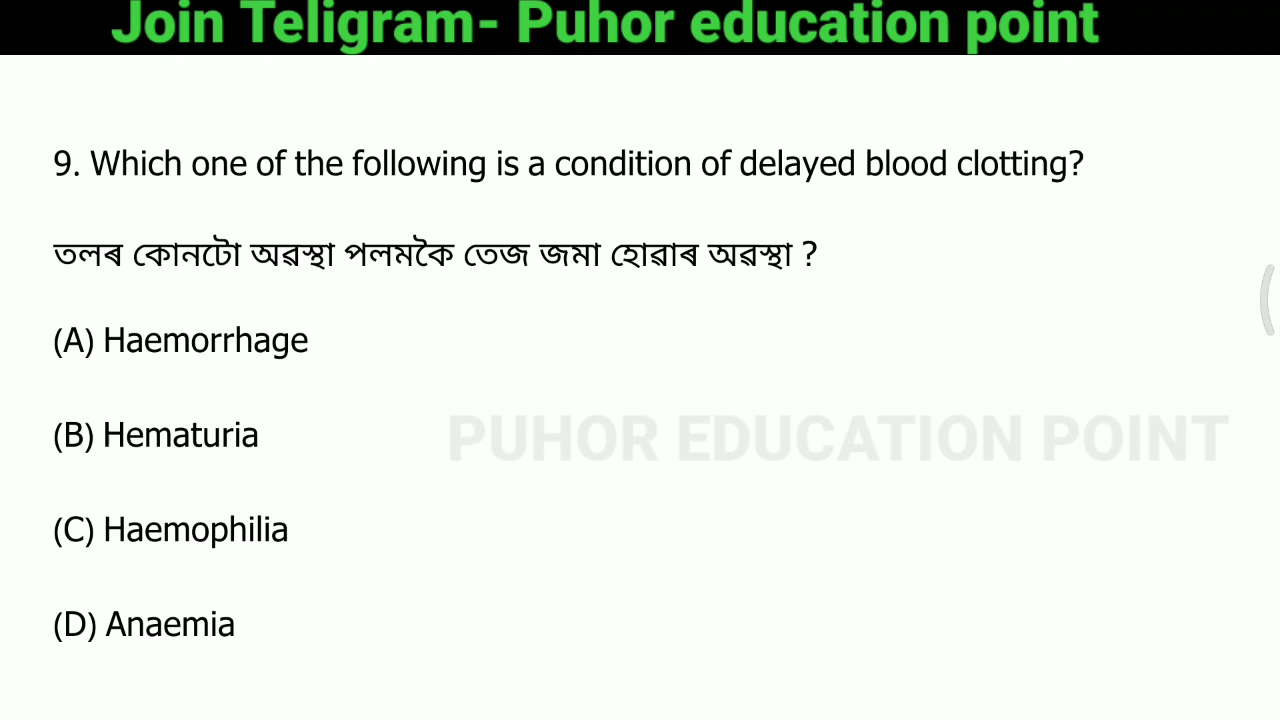 Join Teligram- Puhor education point
9. Which one of the following is a condition of delayed blood clotting?
তলৰ কোনটো অৱস্থা পলমকৈ তেজ জমা হোৱাৰ অৱস্থা ?
(A) Haemorrhage
(B) Hematuria
PUHOR EDUCATION POINT
(C) Haemophilia
(D) Anaemia